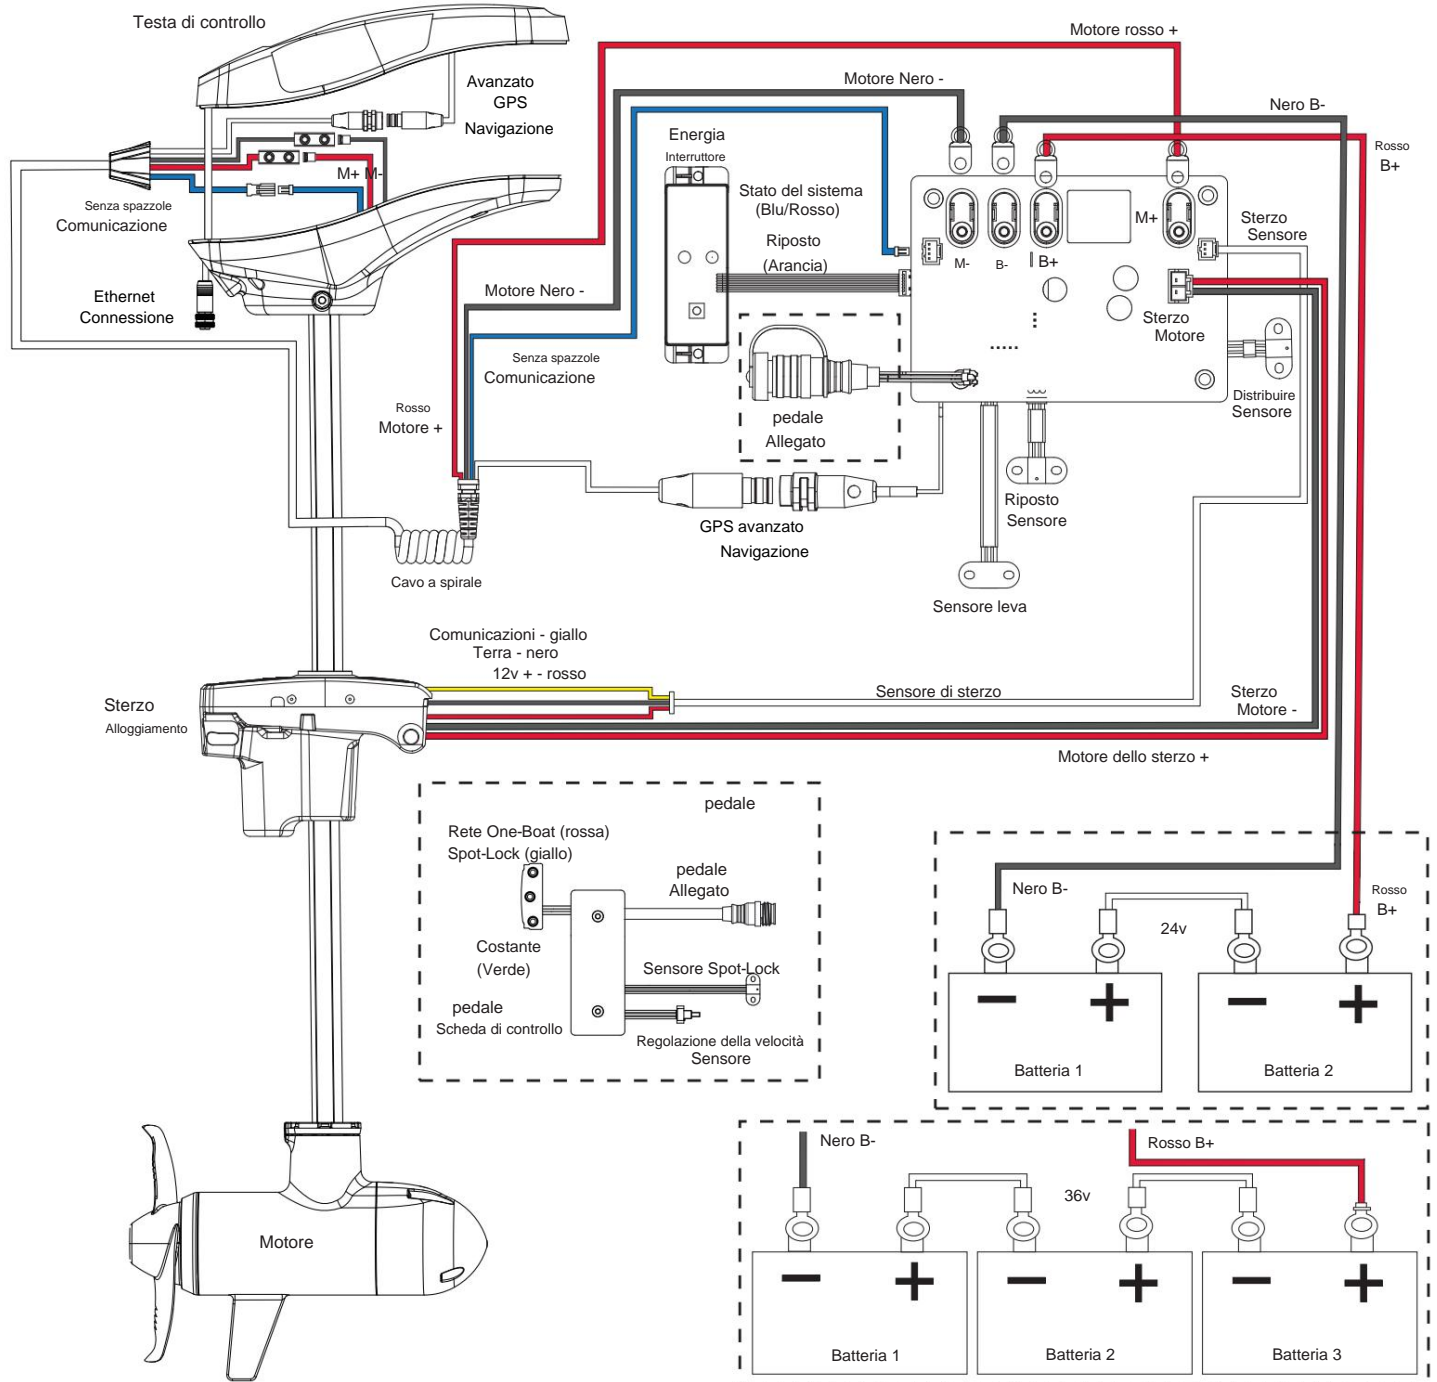 Testa di controllo
Avanzato
GPS
Navigazione
M+ M-
Senza spazzole
Comunicazione
Ethernet
Connessione
Motore rosso +
Motore Nero -
Nero B-
Rosso
B+
Energia
Interruttore
Stato del sistema
(Blu/Rosso)
Riposto
(Arancia)
M-
B-
B+
M+
Sterzo
Sensore
Sterzo
Motore
Distribuire
Sensore
Motore Nero -
Senza spazzole
Comunicazione
Rosso
Motore +
pedale
Allegato
GPS avanzato
Navigazione
Riposto
Sensore
Sensore leva
Cavo a spirale
Comunicazioni - giallo
Terra - nero
12v + - rosso
Sensore di sterzo
Sterzo
Motore -
Motore dello sterzo +
Sterzo
Alloggiamento
pedale
Rete One-Boat (rossa)
Spot-Lock (giallo)
pedale
Allegato
Costante
(Verde)
Sensore Spot-Lock
pedale
Scheda di controllo
Regolazione della velocità
Sensore
Nero B-
24v
Rosso
B+
Batteria 1
Batteria 2
Nero B-
Rosso B+
36v
Batteria 1
Batteria 2
Batteria 3
Motore